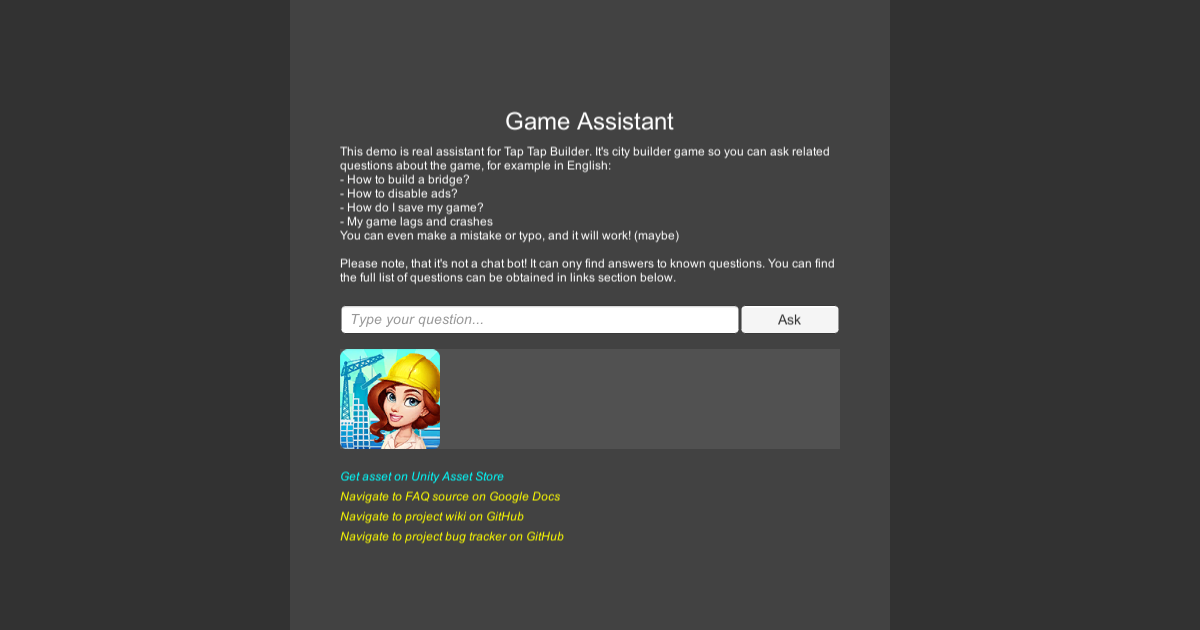 Game Assistant
This demo is real assistant for Tap Tap Builder. It's city builder game so you can ask related
questions about the game, for example in English:
- How to build a bridge?
- How to disable ads?
- How do I save my game?
- My game lags and crashes
You can even make a mistake or typo, and it will work! (maybe)
Please note, that it's not a chat bot! It can ony find answers to known questions. You can find
the full list of questions can be obtained in links section below.
Type your question...
Ask
Get asset on Unity Asset Store
Navigate to FAQ source on Google Docs
Navigate to project wiki on GitHub
Navigate to project bug tracker on GitHub